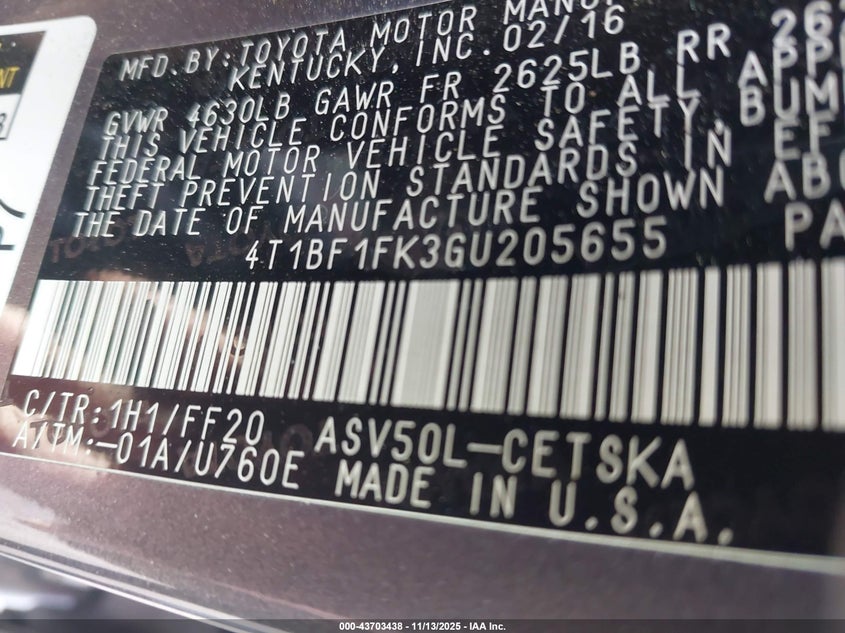 MFD.BY:TOYOTA MOTOR
KENTUCKY, INC. 02/16
GVWR 4630LB GAWR FR 2625LB RR
THIS VEHICLE CONFORMS TO ALL
FEDERAL MOTOR VEHICLE SAFETY,
THEFT PREVENTION STANDARDS IN
THE DATE OF MANUFACTURE SHOWN
4T1BF1FK3GU205655
C/TR:1H1/FF20 ASV50L-CETSKA
A/TM:-01A/U760E MADE IN U.S.A.
000-43703438 - 11/13/2025 - IAA Inc.